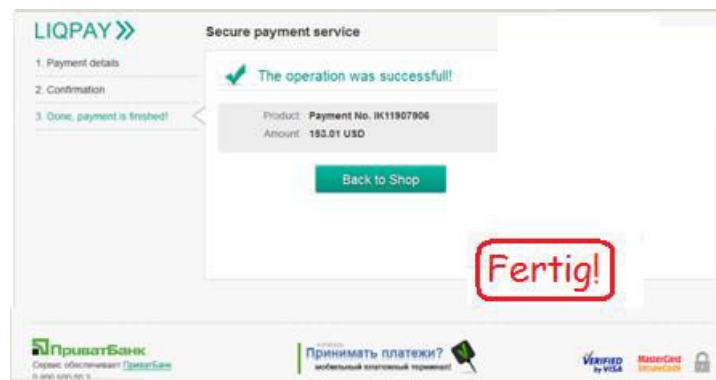 LIQPAY
Secure payment service
1. Payment details
2. Confirmation
3. Done, payment is finished!
The operation was successfull!
Product: Payment No. IK11907906
Amount: 153.01 USD
Back to Shop
Fertig!
ПриватБанк
Сервис обеспечивает ПриватБанк
Принимать платежи?
мобильный платежный терминал!
VERIFIED
by VISA
MasterCard
SecureCode